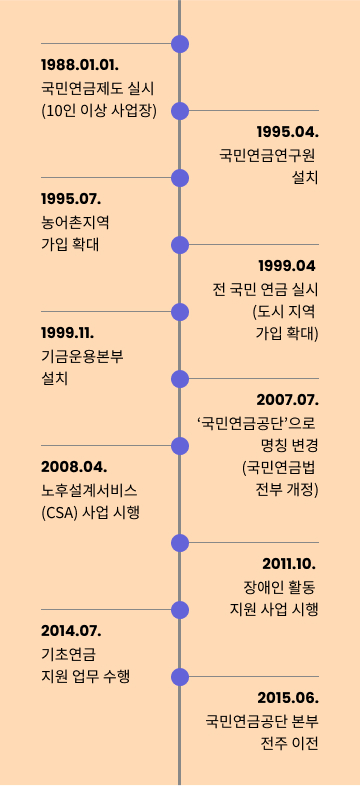 1988.01.01.
국민연금제도 실시
(10인 이상 사업장)
1995.04.
국민연금연구원
설치
1995.07.
농어촌지역
가입 확대
1999.04
전 국민 연금 실시
(도시 지역
가입 확대)
1999.11.
기금운용본부
설치
2007.07.
‘국민연금공단’으로
명칭 변경
(국민연금법
전부 개정)
2008.04.
노후설계서비스
(CSA) 사업 시행
2011.10.
장애인 활동
지원 사업 시행
2014.07.
기초연금
지원 업무 수행
2015.06.
국민연금공단 본부
전주 이전